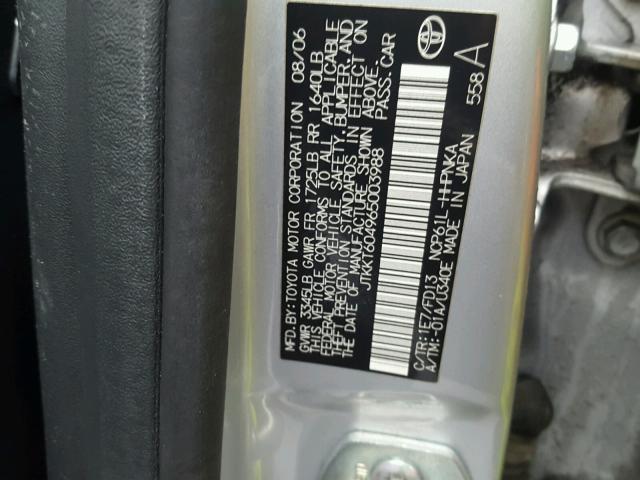 MFD. BY: TOYOTA MOTOR CORPORATION 08/06
GVWR 3345LB GAWR FR 1725LB RR 1640LB
THIS VEHICLE CONFORMS TO ALL APPLICABLE
FEDERAL MOTOR VEHICLE SAFETY, BUMPER, AND
THEFT PREVENTION STANDARDS IN EFFECT ON
THE DATE OF MANUFACTURE SHOWN ABOVE.
JTKKT604965003988 PASS. CAR
C/TR: 1E7/FD13 NCP61L-HHPNKA
A/TM: -01A/U340E MADE IN JAPAN 558 A